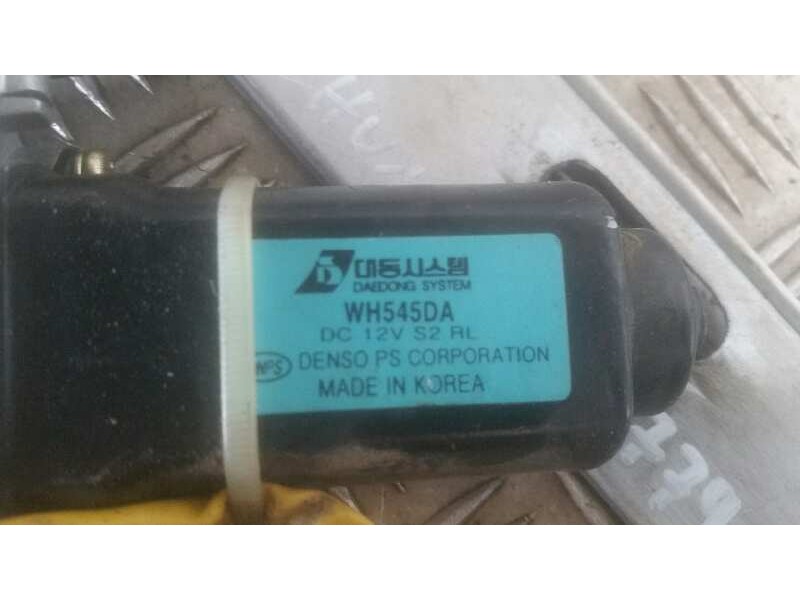 대동시스템
DAEDONG SYSTEM
WH545DA
DC 12V S2 RL
DENSO PS CORPORATION
MADE IN KOREA